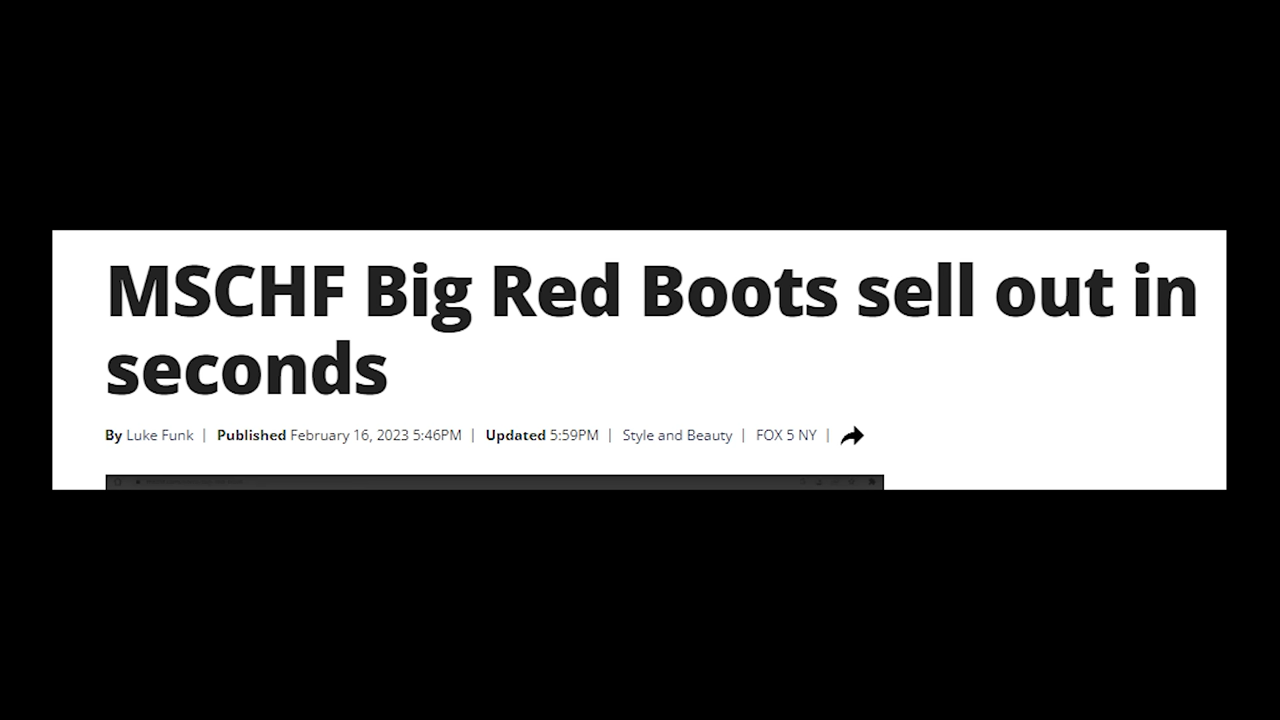 MSCHF Big Red Boots sell out in
seconds
By Luke Funk | Published February 16, 2023 5:46PM | Updated 5:59PM | Style and Beauty | FOX 5 NY |